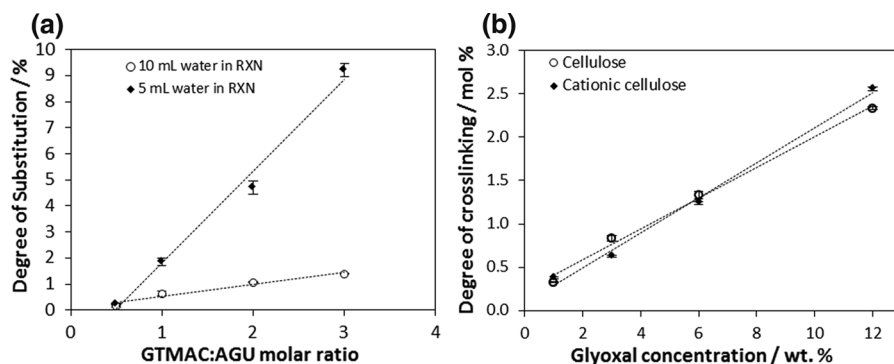 (a)
10
9
8
7
6
5
4
3
2
1
0
Degree of Substitution / %
10 mL water in RXN
5 mL water in RXN
0 1 2 3 4
GTMAC:AGU molar ratio
(b)
3.0
2.5
2.0
1.5
1.0
0.5
0.0
Degree of crosslinking / mol %
Cellulose
Cationic cellulose
0 2 4 6 8 10 12
Glyoxal concentration / wt. %